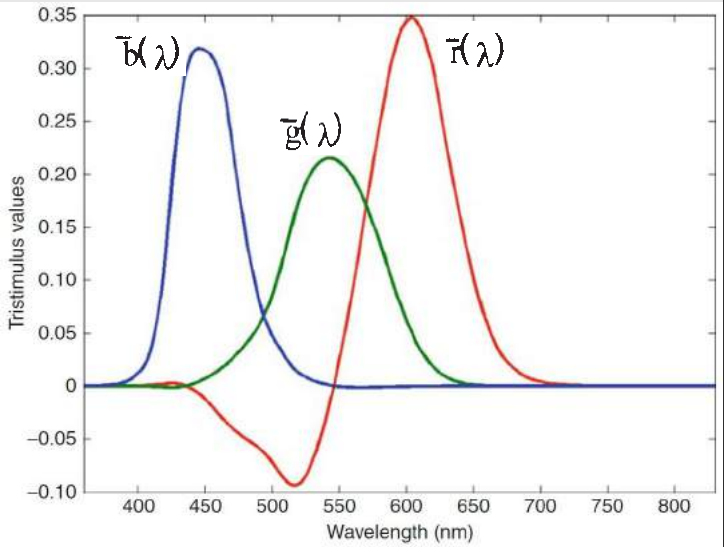 0.35
b̄(λ)
r̄(λ)
0.30
0.25
ḡ(λ)
0.20
0.15
0.10
0.05
0
−0.05
−0.10
Tristimulus values
400 450 500 550 600 650 700 750 800
Wavelength (nm)